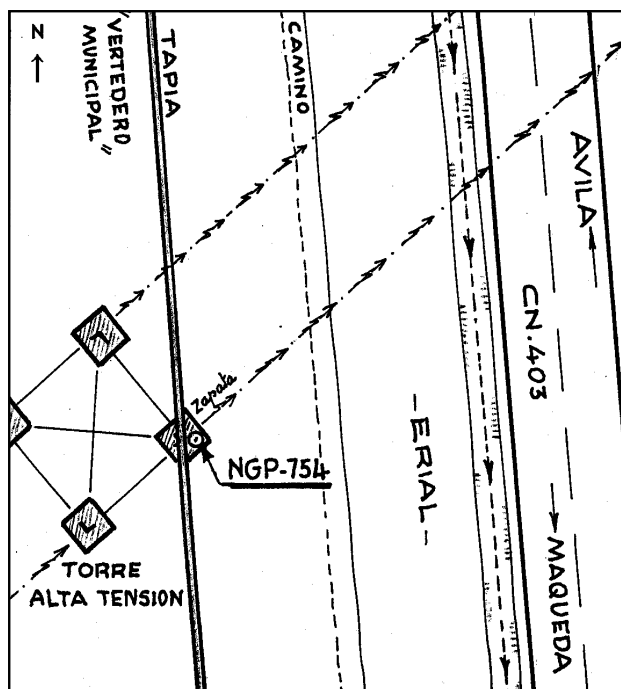 N
"VERTEDERO
MUNICIPAL"
TAPIA
CAMINO
AVILA
CN.403
Zapata
NGP-754
-ERIAL-
MAQUEDA
TORRE
ALTA TENSION